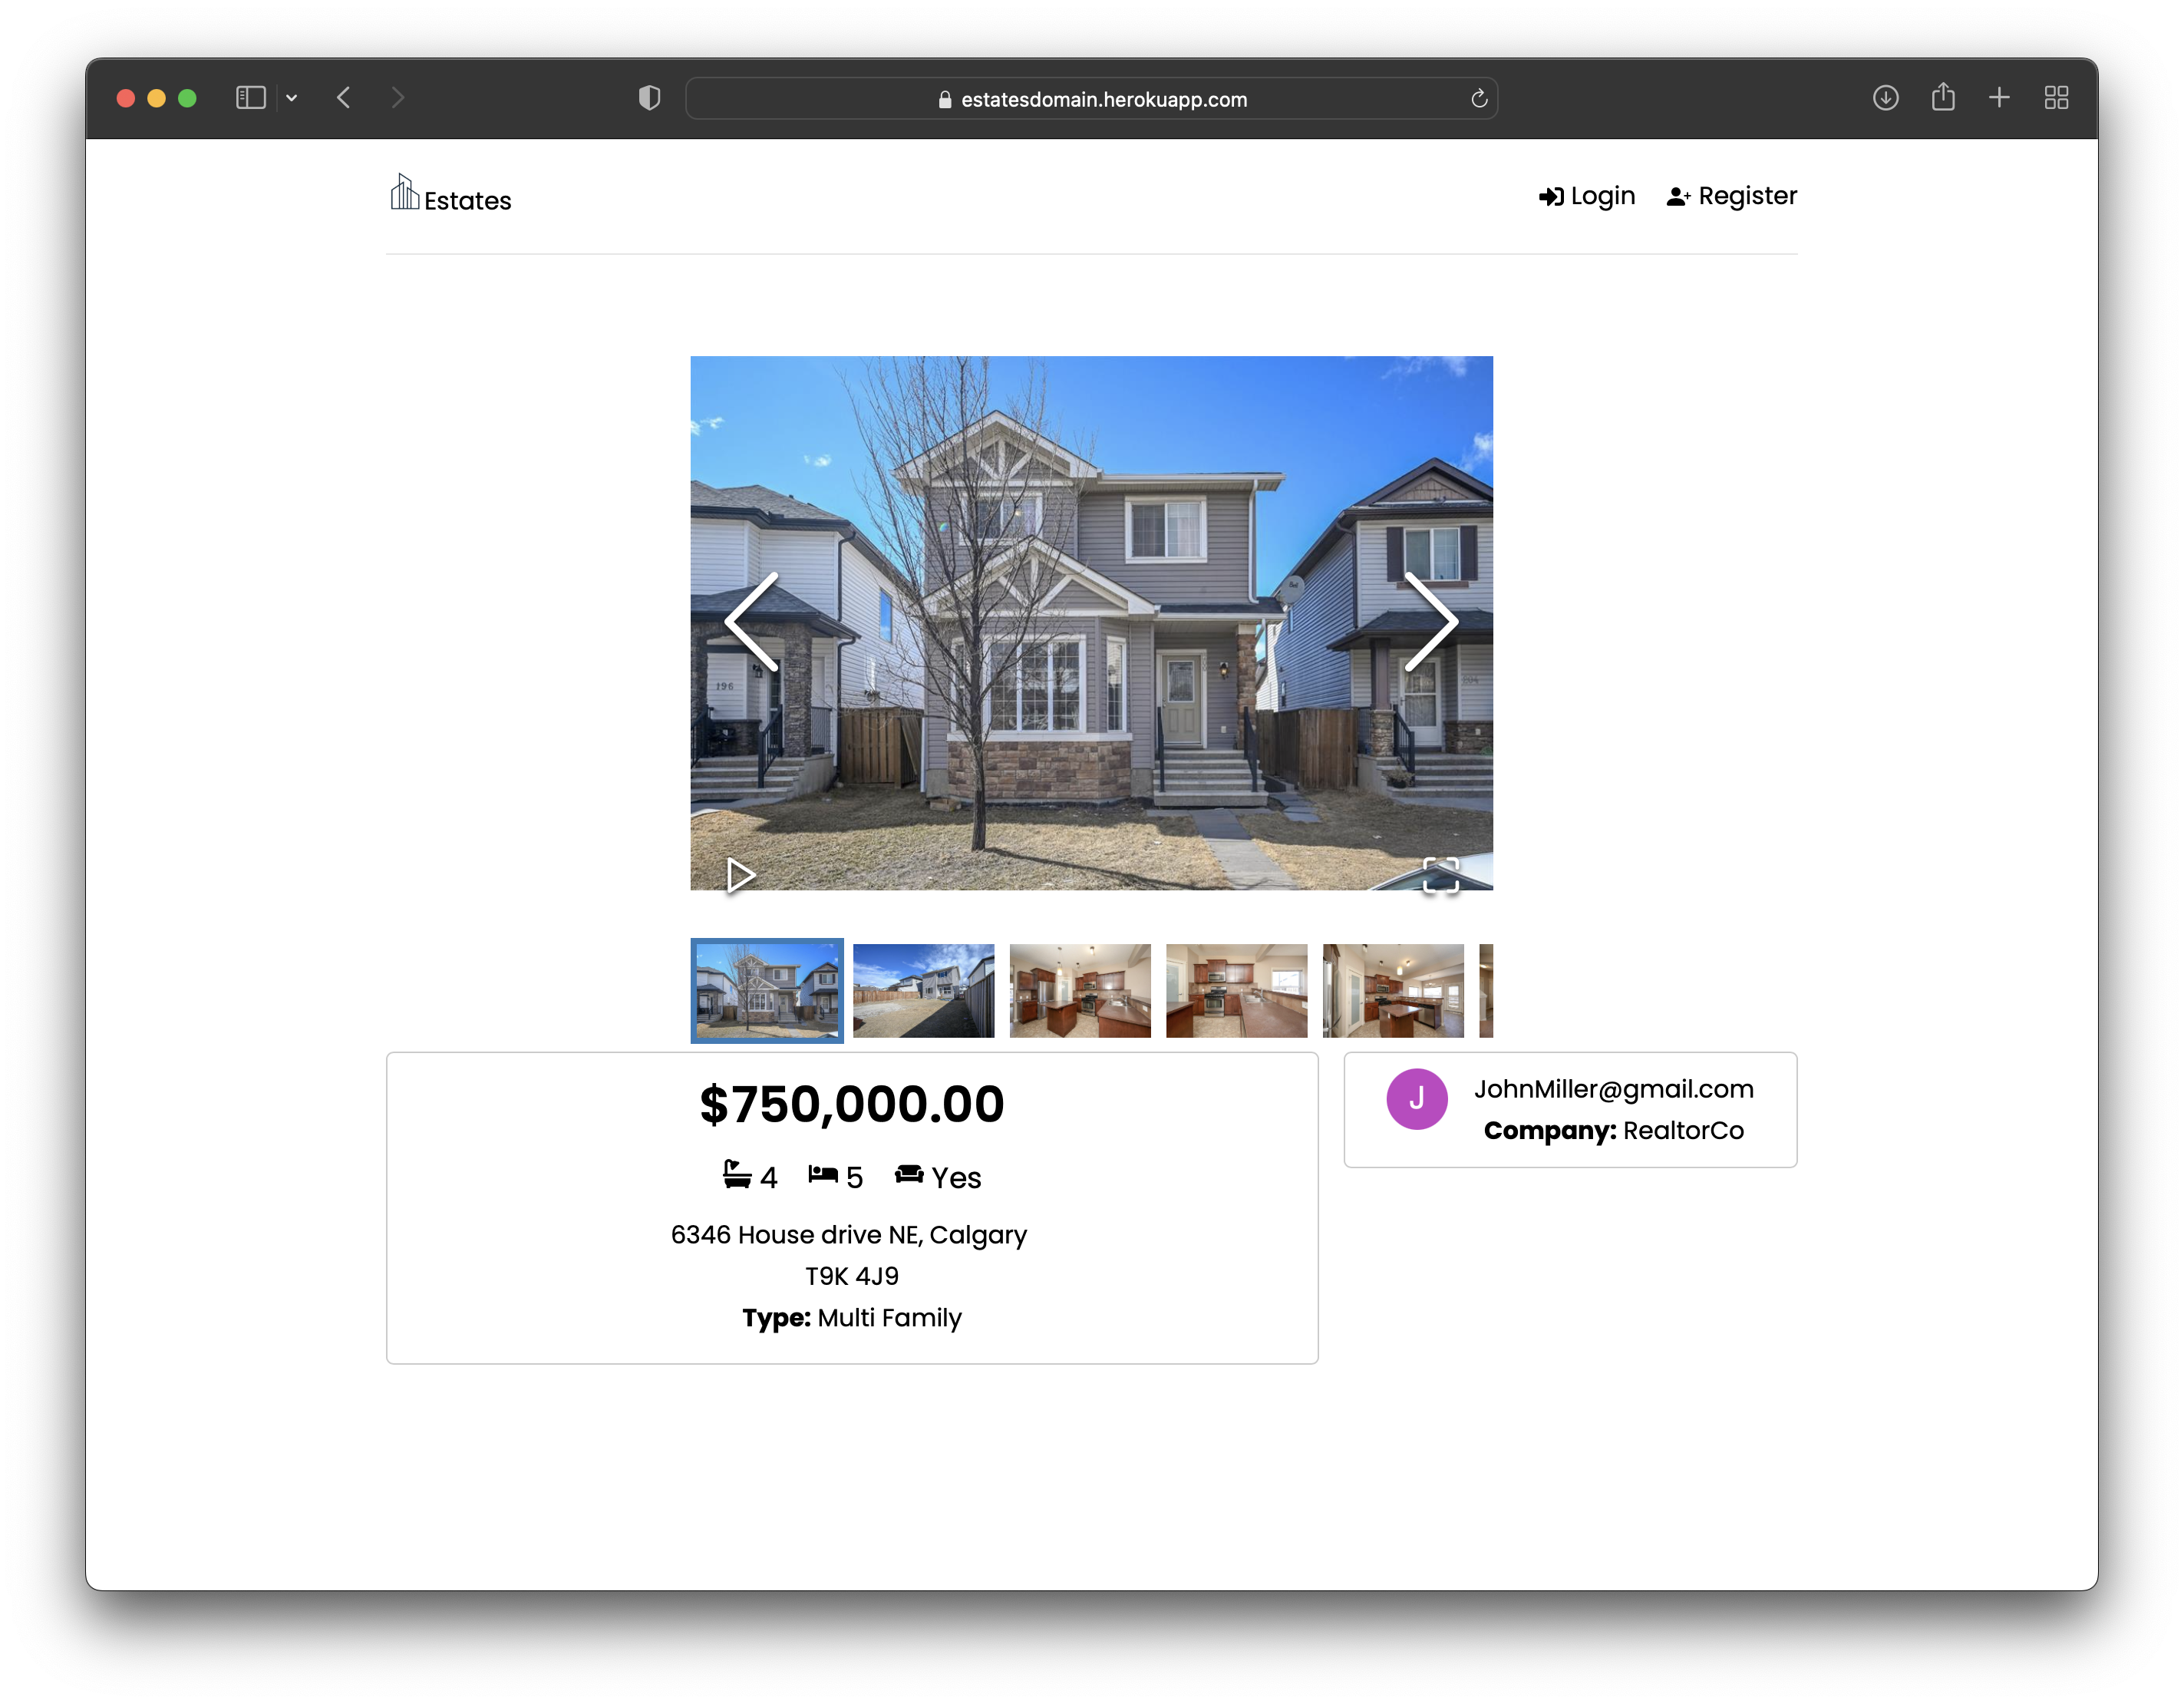 estatesdomain.herokuapp.com
Estates
Login
Register
196
$750,000.00
4 5 Yes
6346 House drive NE, Calgary
T9K 4J9
Type: Multi Family
J
JohnMiller@gmail.com
Company: RealtorCo